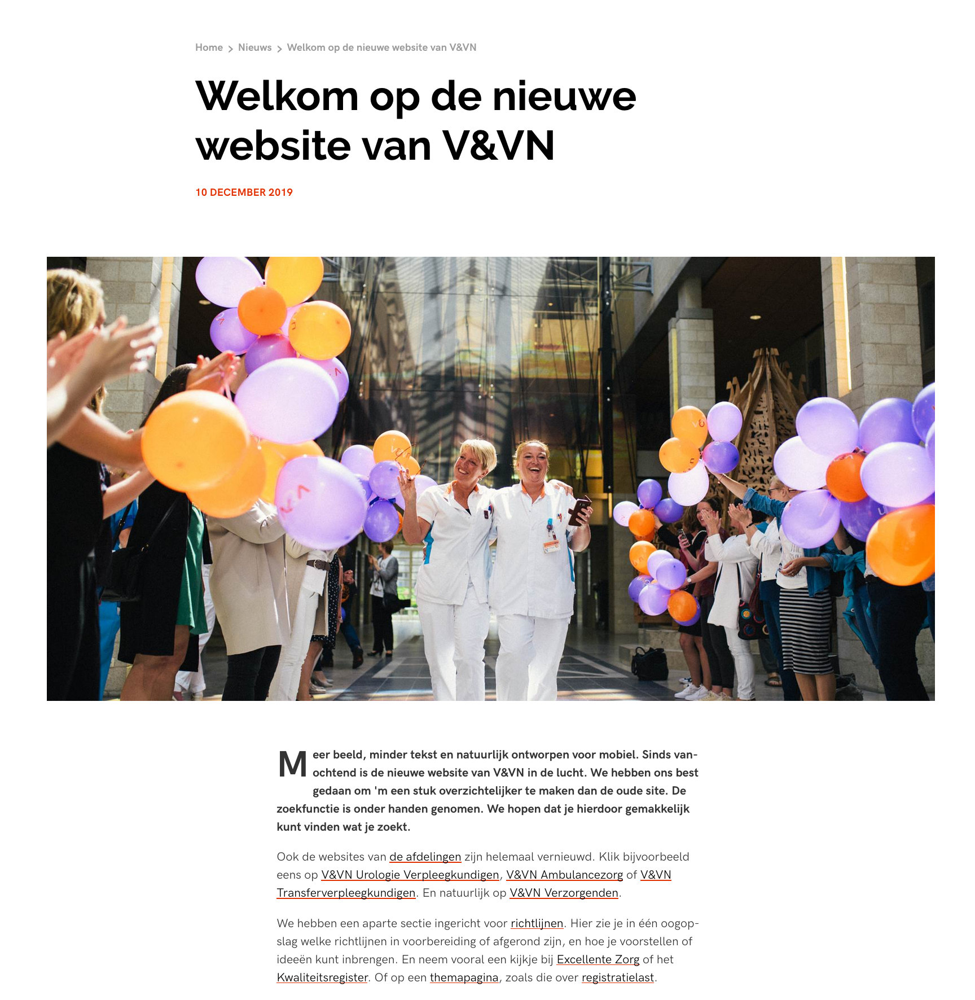 Home > Nieuws > Welkom op de nieuwe website van V&VN
Welkom op de nieuwe
website van V&VN
10 DECEMBER 2019
Meer beeld, minder tekst en natuurlijk ontworpen voor mobiel. Sinds van-
ochtend is de nieuwe website van V&VN in de lucht. We hebben ons best
gedaan om 'm een stuk overzichtelijker te maken dan de oude site. De
zoekfunctie is onder handen genomen. We hopen dat je hierdoor gemakkelijk
kunt vinden wat je zoekt.
Ook de websites van de afdelingen zijn helemaal vernieuwd. Klik bijvoorbeeld
eens op V&VN Urologie Verpleegkundigen, V&VN Ambulancezorg of V&VN
Transferverpleegkundigen. En natuurlijk op V&VN Verzorgenden.
We hebben een aparte sectie ingericht voor richtlijnen. Hier zie je in één oogop-
slag welke richtlijnen in voorbereiding of afgerond zijn, en hoe je voorstellen of
ideeën kunt inbrengen. En neem vooral een kijkje bij Excellente Zorg of het
Kwaliteitsregister. Of op een themapagina, zoals die over registratielast.